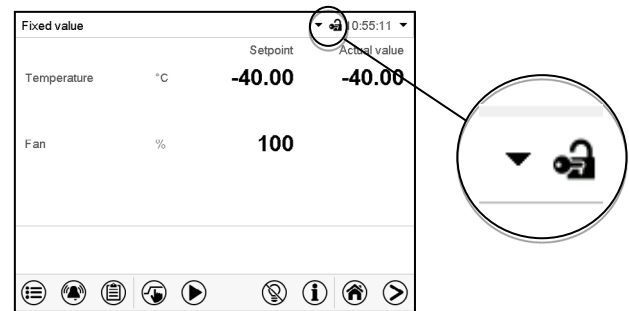 Fixed value 10:55:11
Setpoint Actual value
Temperature °C -40.00 -40.00
Fan % 100